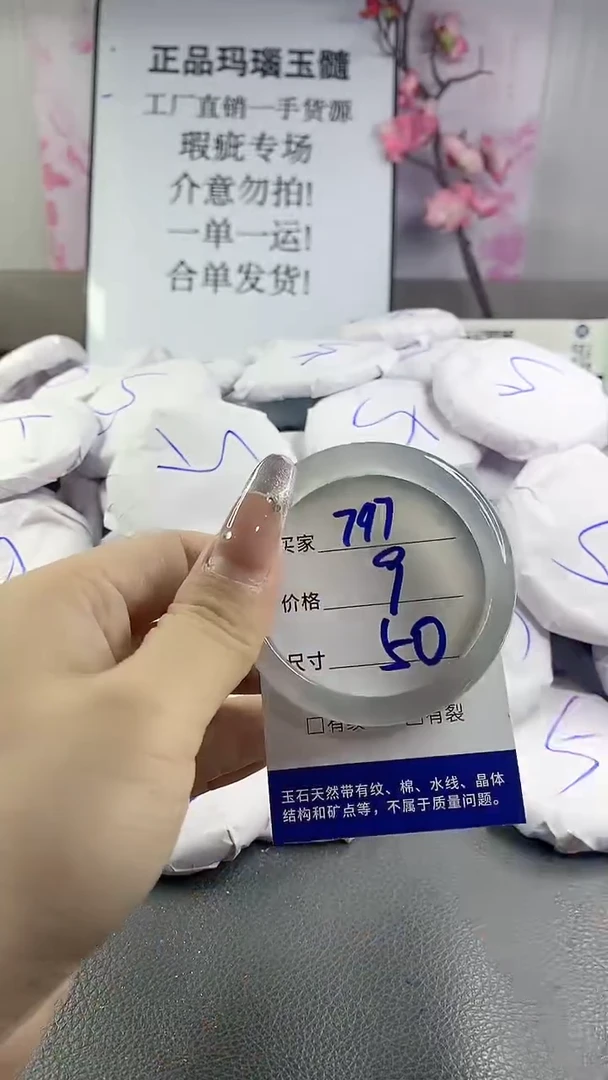 正品玛瑙玉髓
工厂直销一手货源
瑕疵专场
介意勿拍!
一单一运!
合单发货!
买家 797
价格 9
尺寸 50
有裂
玉石天然带有纹、棉、水线、晶体
结构和矿点等，不属于质量问题。